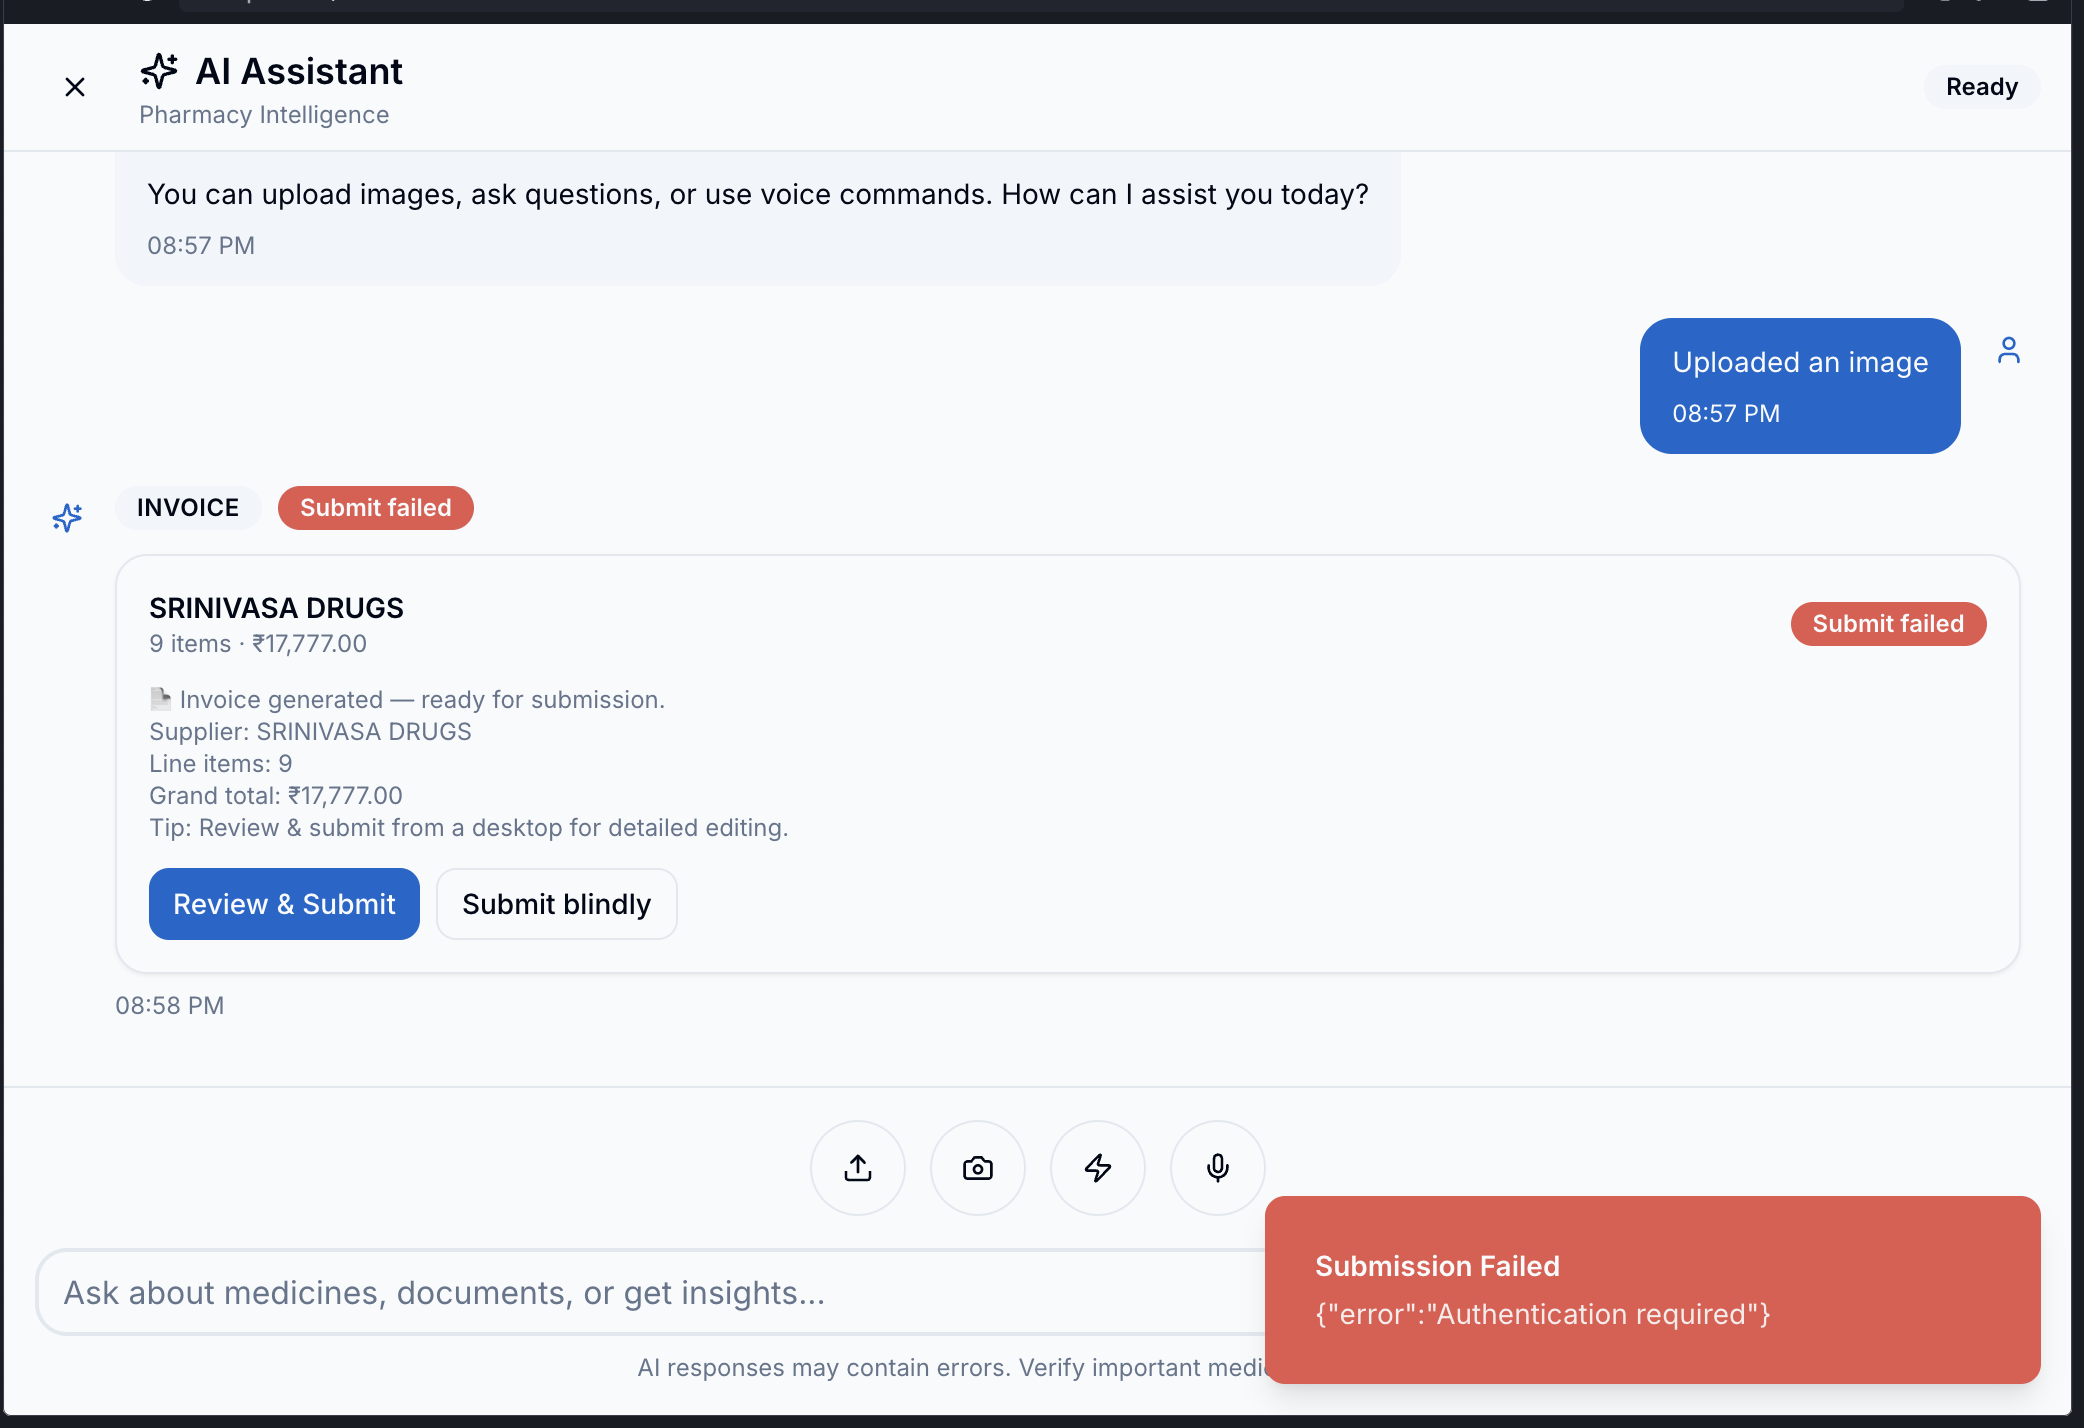 AI Assistant
Pharmacy Intelligence
Ready
You can upload images, ask questions, or use voice commands. How can I assist you today?
08:57 PM
Uploaded an image
08:57 PM
INVOICE
Submit failed
SRINIVASA DRUGS
9 items · ₹17,777.00
Submit failed
Invoice generated — ready for submission.
Supplier: SRINIVASA DRUGS
Line items: 9
Grand total: ₹17,777.00
Tip: Review & submit from a desktop for detailed editing.
Review & Submit
Submit blindly
08:58 PM
Ask about medicines, documents, or get insights...
AI responses may contain errors. Verify important
Submission Failed
{"error":"Authentication required"}